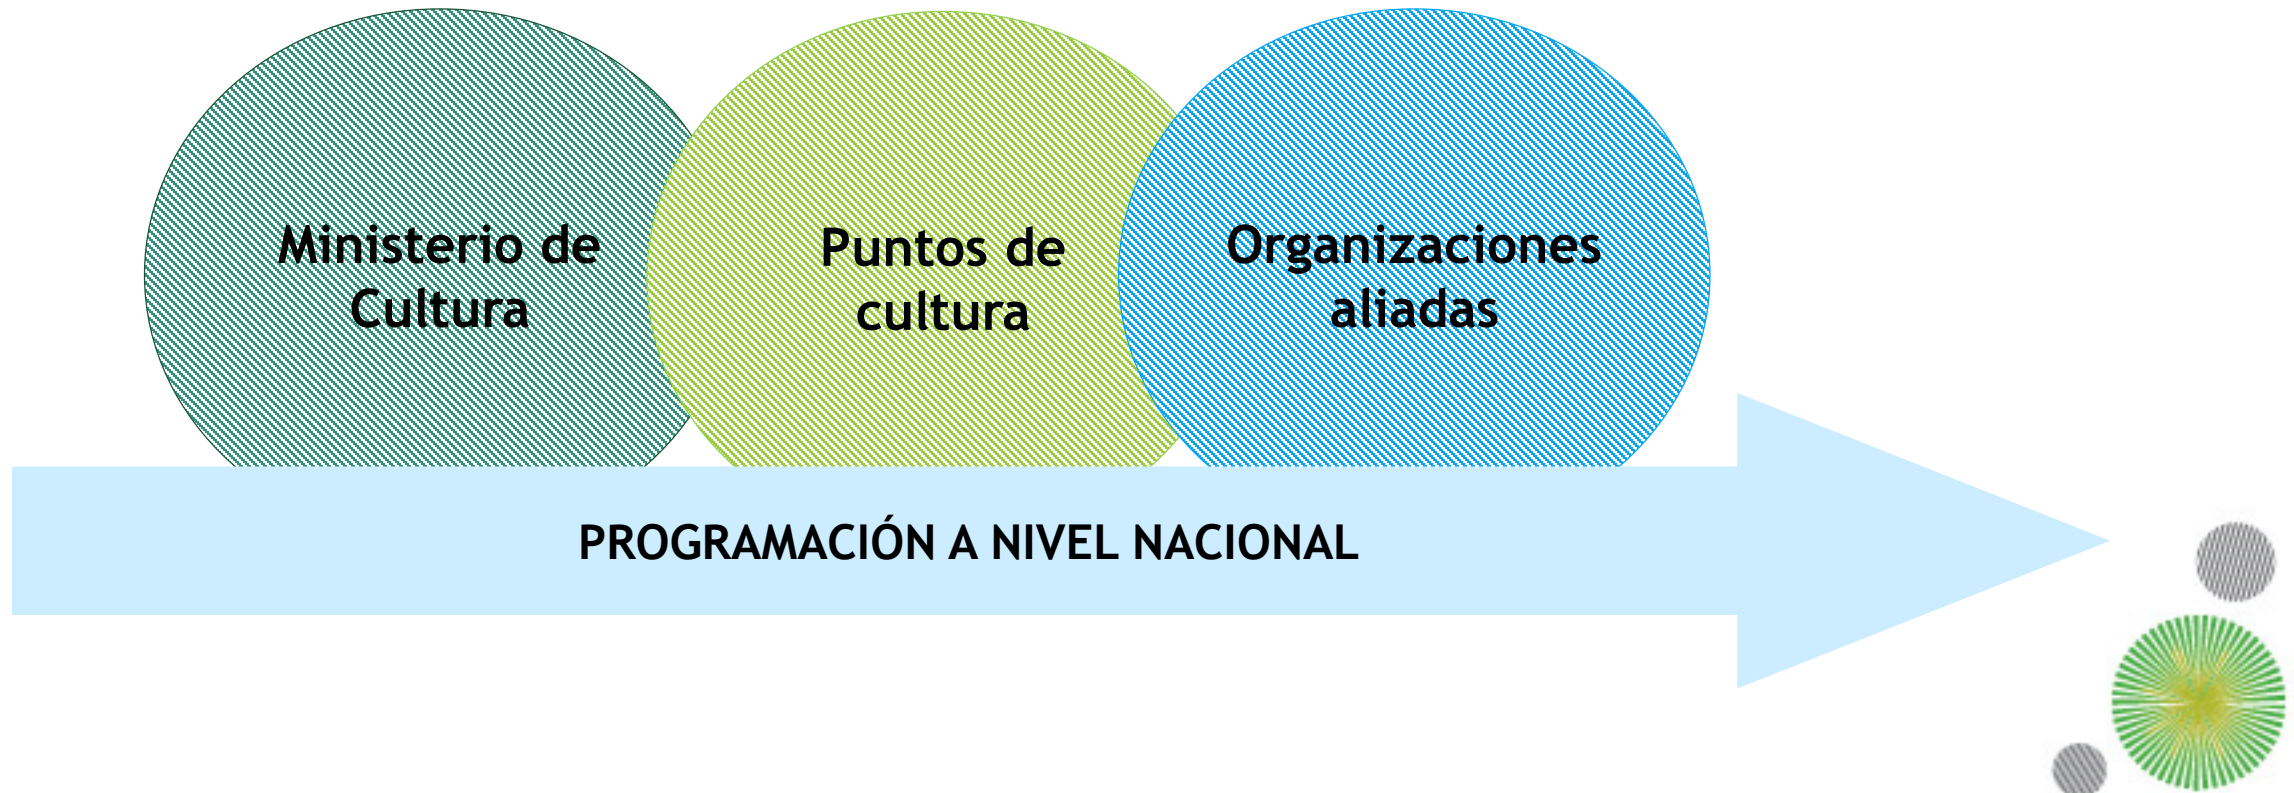 Ministerio de
Cultura
Puntos de
cultura
Organizaciones
aliadas
PROGRAMACIÓN A NIVEL NACIONAL